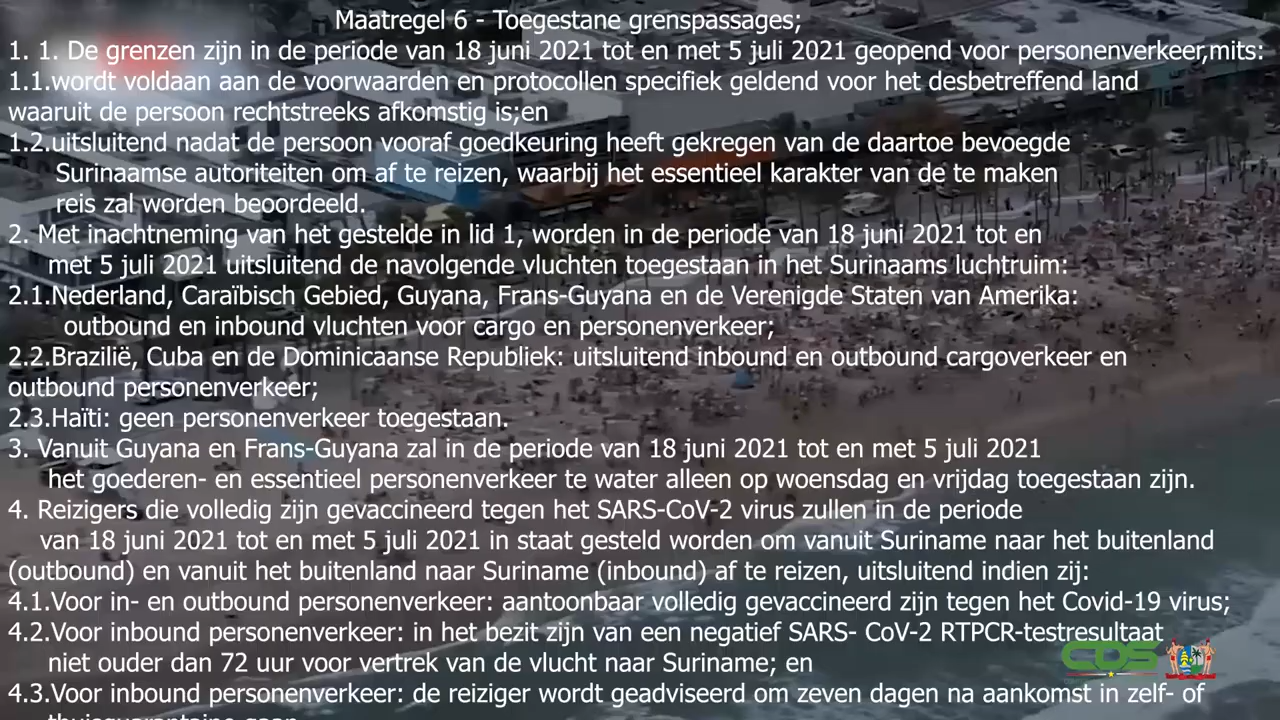 Maatregel 6 - Toegestane grenspassages;
1. 1. De grenzen zijn in de periode van 18 juni 2021 tot en met 5 juli 2021 geopend voor personenverkeer,mits:
1.1.wordt voldaan aan de voorwaarden en protocollen specifiek geldend voor het desbetreffend land
waaruit de persoon rechtstreeks afkomstig is;en
1.2.uitsluitend nadat de persoon vooraf goedkeuring heeft gekregen van de daartoe bevoegde
Surinaamse autoriteiten om af te reizen, waarbij het essentieel karakter van de te maken
reis zal worden beoordeeld.
2. Met inachtneming van het gestelde in lid 1, worden in de periode van 18 juni 2021 tot en
met 5 juli 2021 uitsluitend de navolgende vluchten toegestaan in het Surinaams luchtruim:
2.1.Nederland, Caraïbisch Gebied, Guyana, Frans-Guyana en de Verenigde Staten van Amerika:
outbound en inbound vluchten voor cargo en personenverkeer;
2.2.Brazilië, Cuba en de Dominicaanse Republiek: uitsluitend inbound en outbound cargoverkeer en
outbound personenverkeer;
2.3.Haïti: geen personenverkeer toegestaan.
3. Vanuit Guyana en Frans-Guyana zal in de periode van 18 juni 2021 tot en met 5 juli 2021
het goederen- en essentieel personenverkeer te water alleen op woensdag en vrijdag toegestaan zijn.
4. Reizigers die volledig zijn gevaccineerd tegen het SARS-CoV-2 virus zullen in de periode
van 18 juni 2021 tot en met 5 juli 2021 in staat gesteld worden om vanuit Suriname naar het buitenland
(outbound) en vanuit het buitenland naar Suriname (inbound) af te reizen, uitsluitend indien zij:
4.1.Voor in- en outbound personenverkeer: aantoonbaar volledig gevaccineerd zijn tegen het Covid-19 virus;
4.2.Voor inbound personenverkeer: in het bezit zijn van een negatief SARS- CoV-2 RTPCR-testresultaat
niet ouder dan 72 uur voor vertrek van de vlucht naar Suriname; en
4.3.Voor inbound personenverkeer: de reiziger wordt geadviseerd om zeven dagen na aankomst in zelf- of
CDS